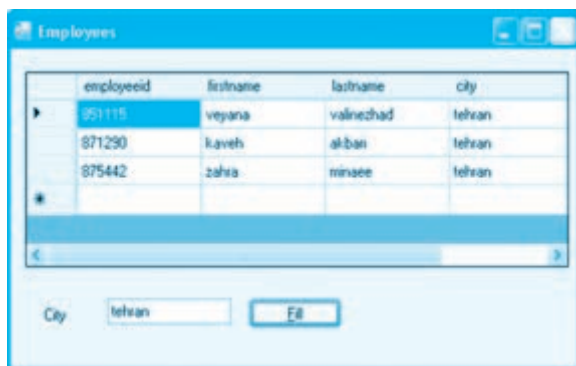 Employees
employeeid firstname lastname city
851115 veyana valinezhad tehran
871290 kaveh akbari tehran
875442 zahra minaee tehran
City tehran Fill